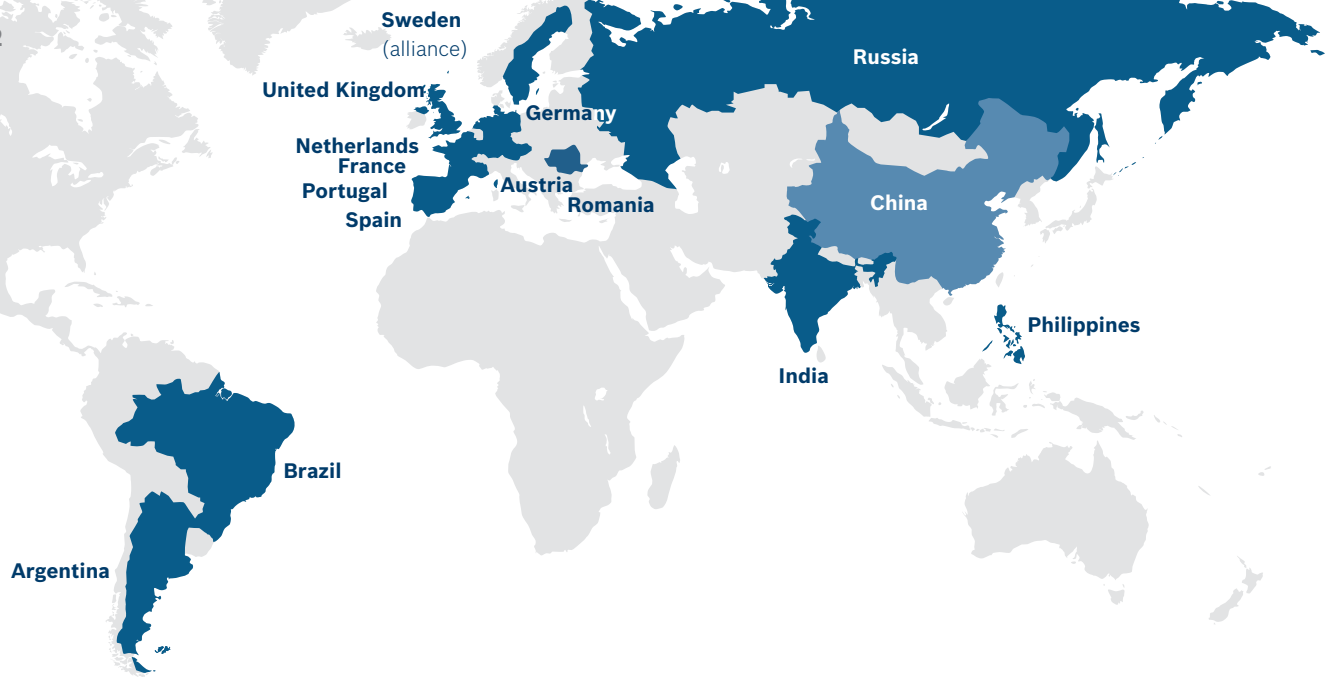 Sweden
(alliance)
Russia
United Kingdom
Germany
Netherlands
France
Austria
Portugal
Romania
Spain
China
Philippines
India
Brazil
Argentina